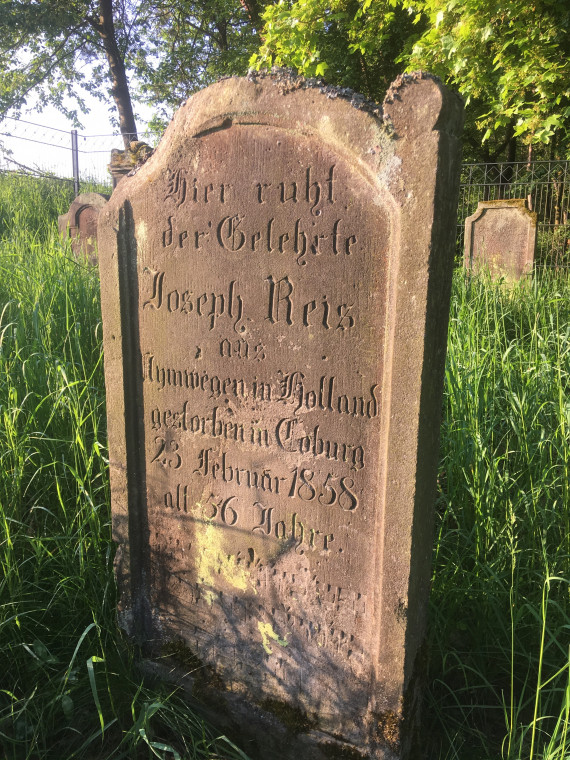 Hier ruht
der Gelehrte
Joseph Reis
aus
Nymwegen in Holland
gestorben in Coburg
23 Februar 1858
alt 56 Jahre.